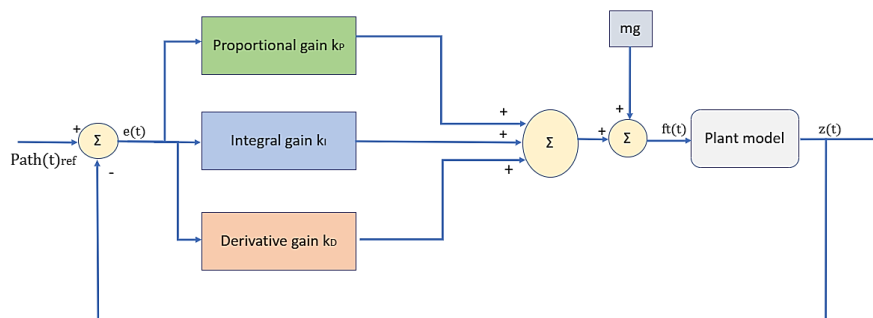 mg
Proportional gain kP
+
+
+
Σ
e(t)
Integral gain kI
+
+
Σ
+
Σ
ft(t)
Plant model
z(t)
Path(t)ref
-
+
Derivative gain kD